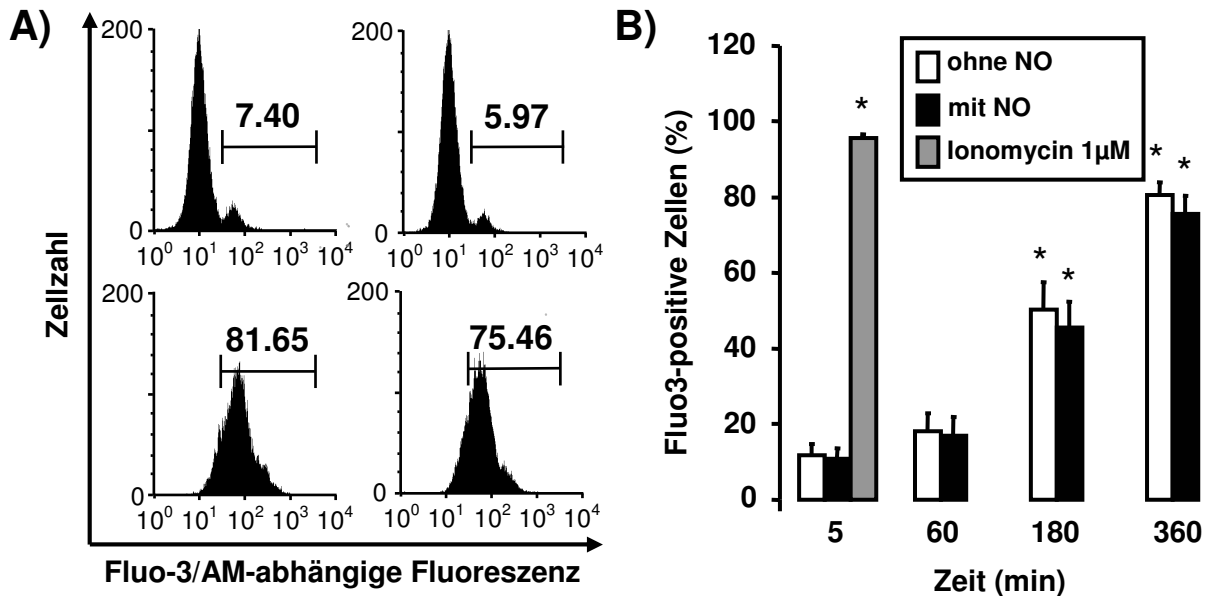 A)
200
7.40
0
10⁰ 10¹ 10² 10³ 10⁴
200
5.97
0
10⁰ 10¹ 10² 10³ 10⁴
200
81.65
0
10⁰ 10¹ 10² 10³ 10⁴
200
75.46
0
10⁰ 10¹ 10² 10³ 10⁴
Zellzahl
Fluo-3/AM-abhängige Fluoreszenz
B)
ohne NO
mit NO
Ionomycin 1µM
Fluo3-positive Zellen (%)
120
100
80
60
40
20
0
*
* *
* *
5 60 180 360
Zeit (min)